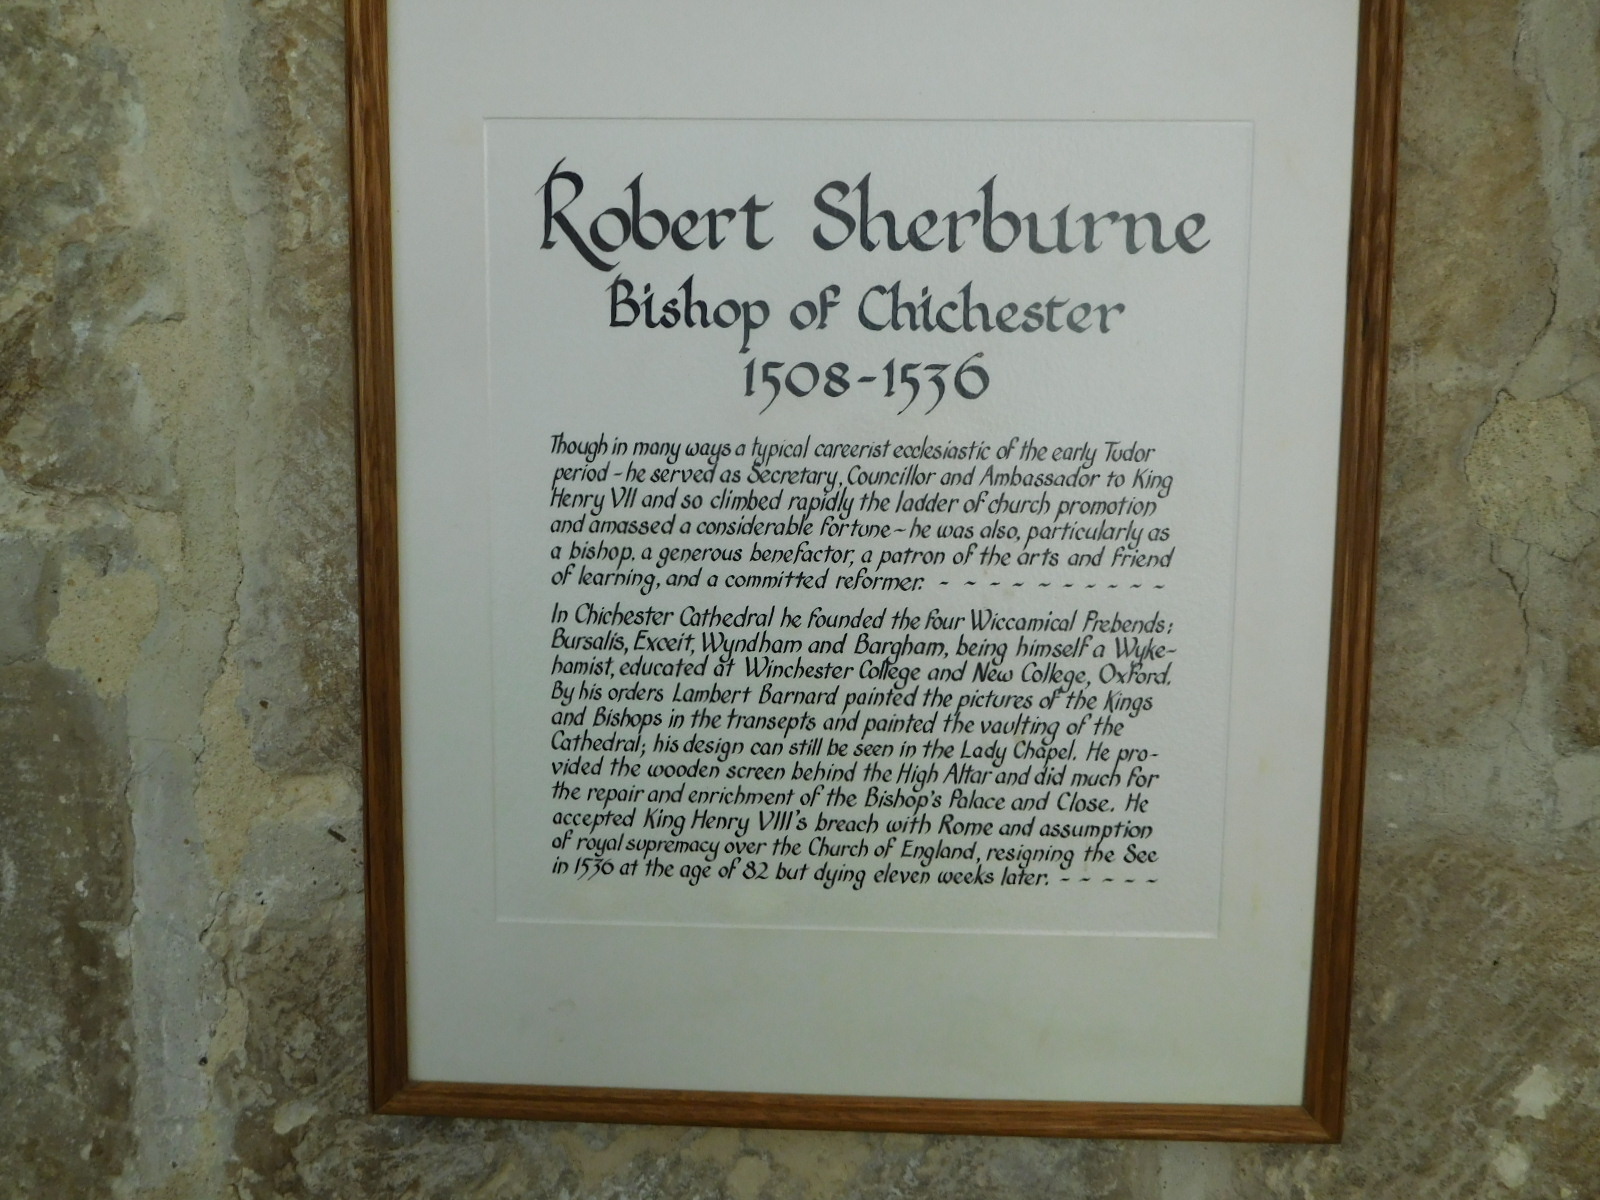 Robert Sherburne
Bishop of Chichester
1508-1536
Though in many ways a typical careerist ecclesiastic of the early Tudor
period - he served as Secretary, Councillor and Ambassador to King
Henry VII and so climbed rapidly the ladder of church promotion
and amassed a considerable fortune ~ he was also, particularly as
a bishop, a generous benefactor, a patron of the arts and friend
of learning, and a committed reformer. ~ ~ ~ ~ ~ ~ ~ ~ ~ ~
In Chichester Cathedral he founded the four Wiccamical Prebends:
Bursalis, Exceit, Wyndham and Bargham, being himself a Wyke-
hamist, educated at Winchester College and New College, Oxford.
By his orders Lambert Barnard painted the pictures of the Kings
and Bishops in the transepts and painted the vaulting of the
Cathedral; his design can still be seen in the Lady Chapel. He pro-
vided the wooden screen behind the High Altar and did much for
the repair and enrichment of the Bishop's Palace and Close. He
accepted King Henry VIII's breach with Rome and assumption
of royal supremacy over the Church of England, resigning the See
in 1536 at the age of 82 but dying eleven weeks later. ~ ~ ~ ~ ~